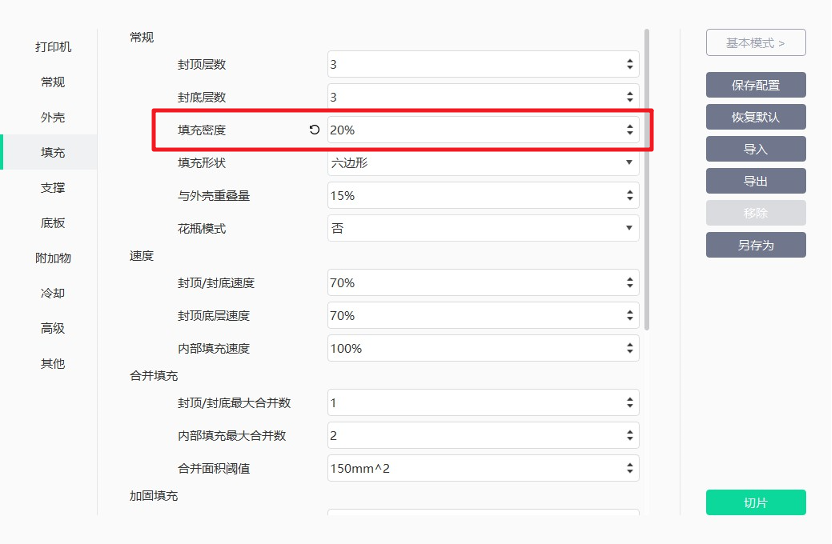 打印机
常规
外壳
填充
支撑
底板
附加物
冷却
高级
其他
常规
封顶层数 3
封底层数 3
填充密度 20%
填充形状 六边形
与外壳重叠量 15%
花瓶模式 否
速度
封顶/封底速度 70%
封顶底层速度 70%
内部填充速度 100%
合并填充
封顶/封底最大合并数 1
内部填充最大合并数 2
合并面积阈值 150mm^2
加固填充
基本模式 >
保存配置
恢复默认
导入
导出
移除
另存为
切片